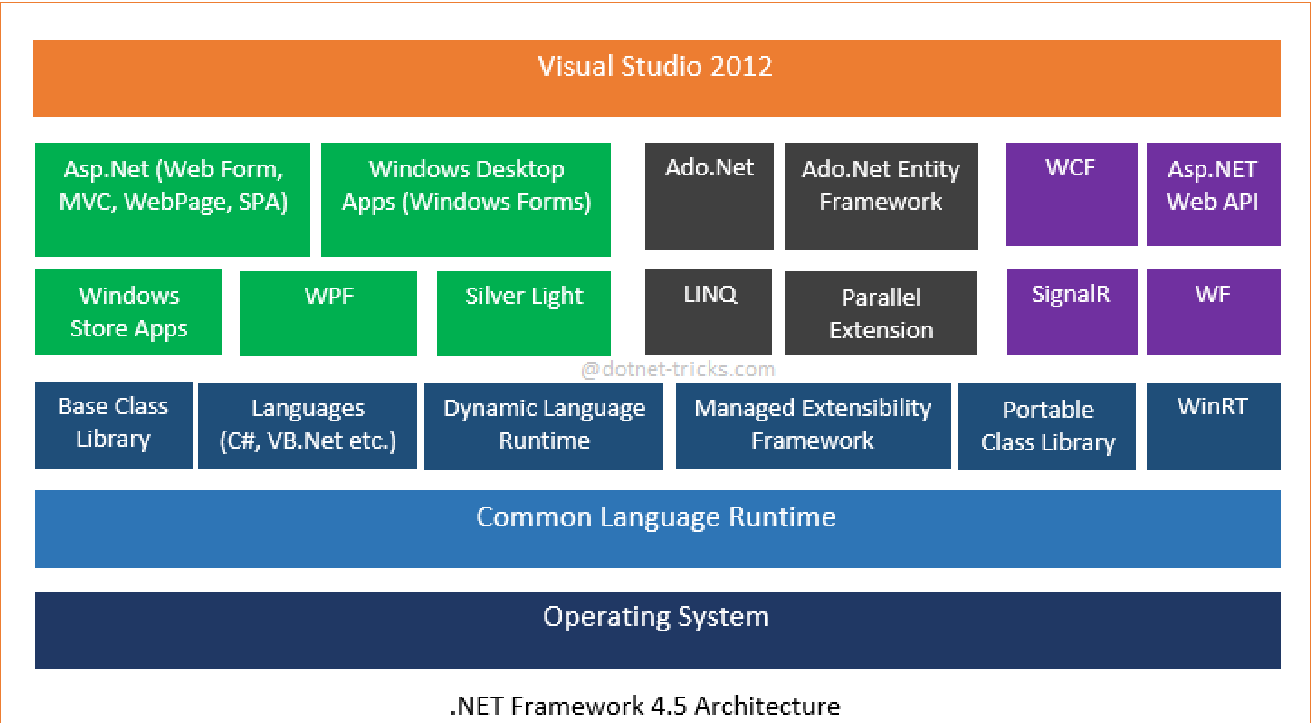 Visual Studio 2012
Asp.Net (Web Form,
MVC, WebPage, SPA)
Windows Desktop
Apps (Windows Forms)
Ado.Net
Ado.Net Entity
Framework
WCF
Asp.NET
Web API
Windows
Store Apps
WPF
Silver Light
LINQ
Parallel
Extension
SignalR
WF
@dotnet-tricks.com
Base Class
Library
Languages
(C#, VB.Net etc.)
Dynamic Language
Runtime
Managed Extensibility
Framework
Portable
Class Library
WinRT
Common Language Runtime
Operating System
.NET Framework 4.5 Architecture